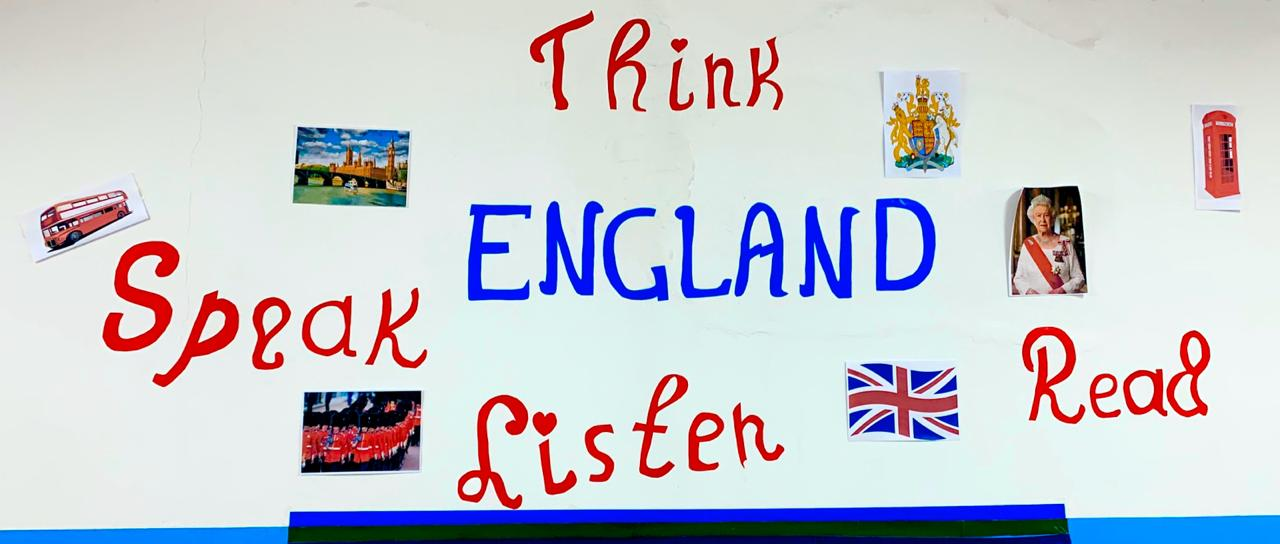 Think
ENGLAND
Speak
Read
Listen